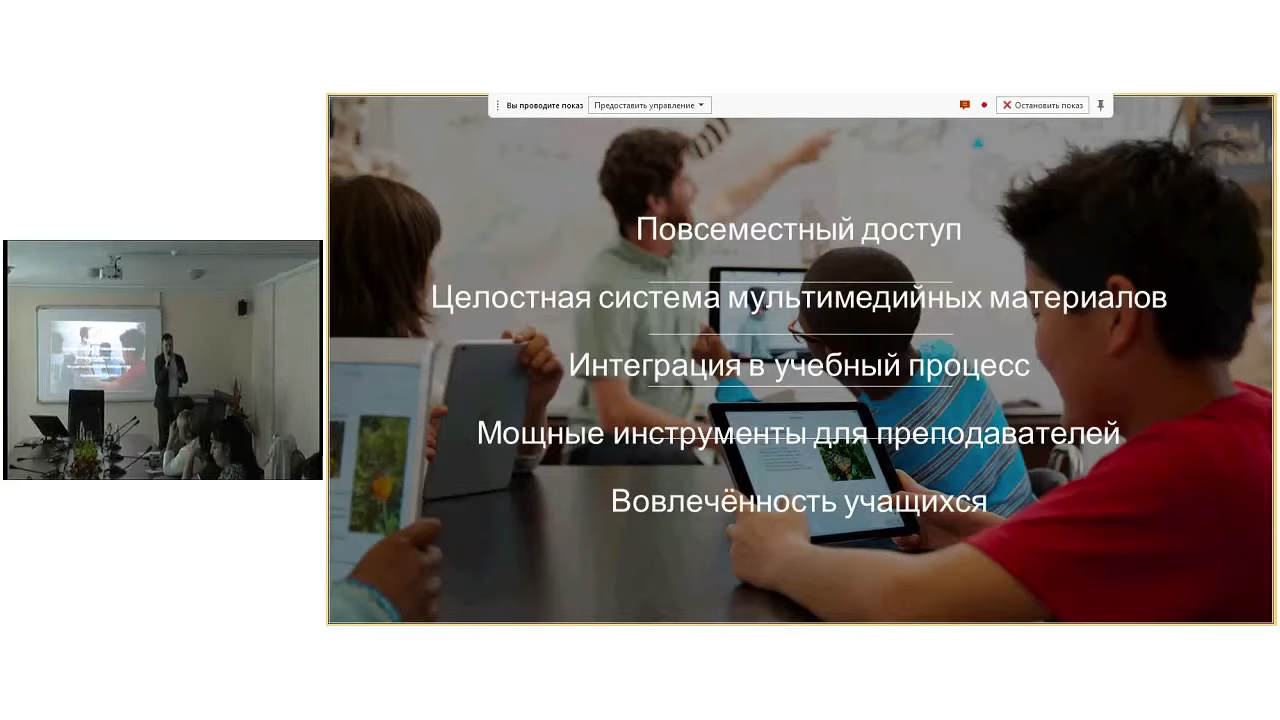 Вы проводите показ
Предоставить управление
Остановить показ
Повсеместный доступ
Целостная система мультимедийных материалов
Интеграция в учебный процесс
Мощные инструменты для преподавателей
Вовлечённость учащихся